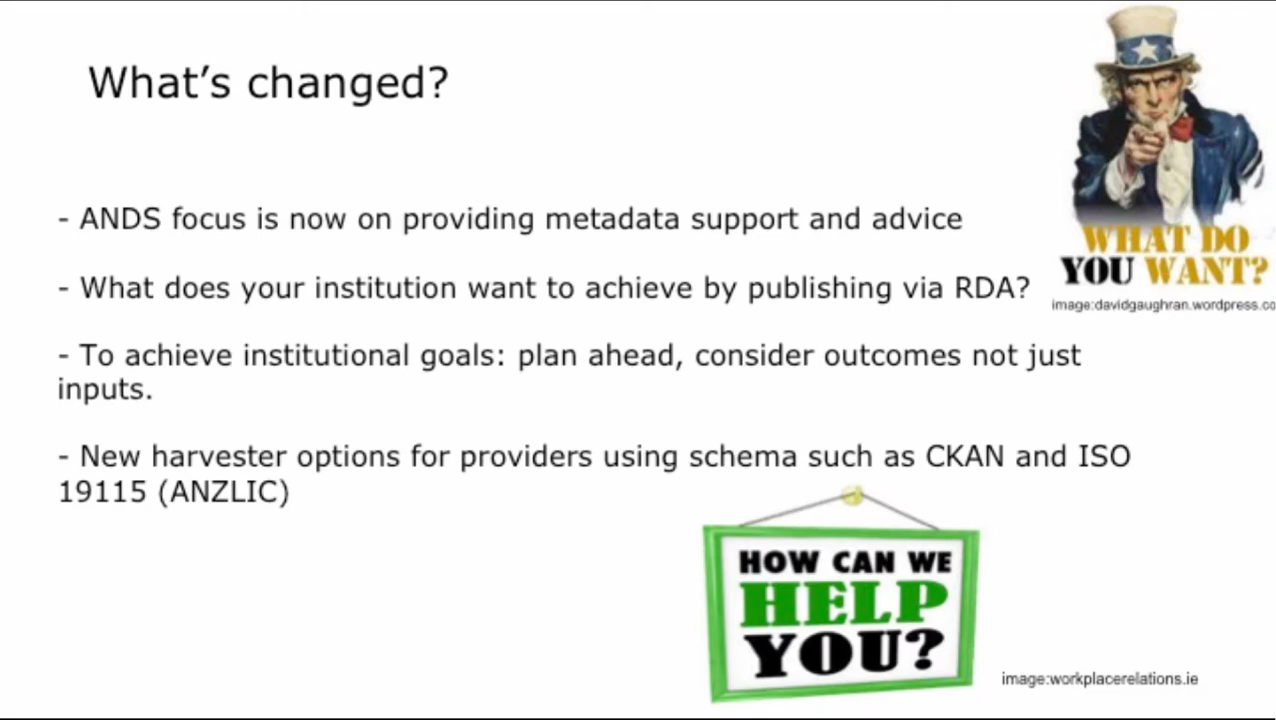 What's changed?
- ANDS focus is now on providing metadata support and advice
- What does your institution want to achieve by publishing via RDA?
- To achieve institutional goals: plan ahead, consider outcomes not just
inputs.
- New harvester options for providers using schema such as CKAN and ISO
19115 (ANZLIC)
WHAT DO
YOU WANT?
image:davidgaughran.wordpress.co
HOW CAN WE
HELP
YOU?
image:workplacerelations.ie